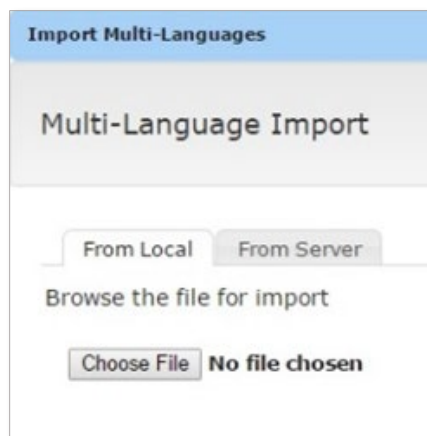 Import Multi-Languages
Multi-Language Import
From Local From Server
Browse the file for import
Choose File No file chosen